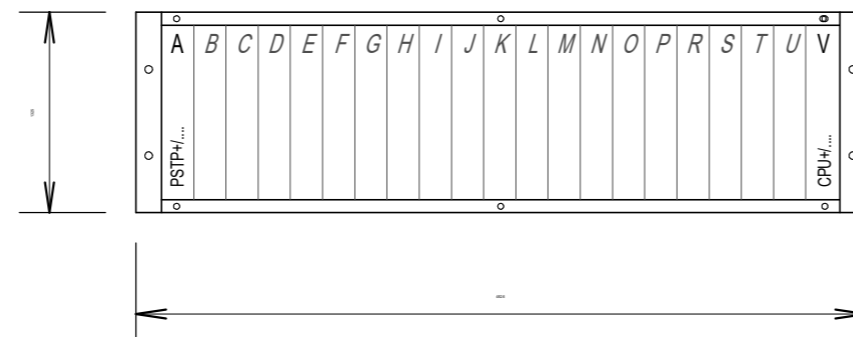 A B C D E F G H I J K L M N O P R S T U V
PSTP+/....
CPU+/....